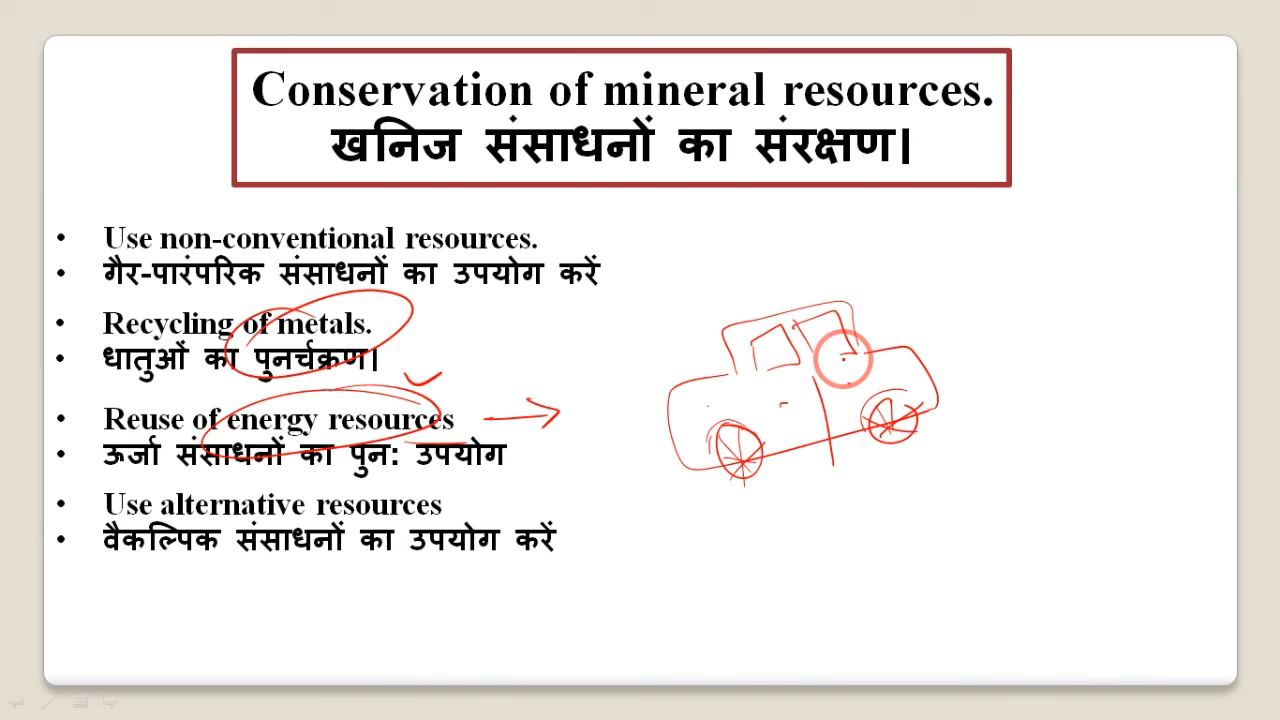 Conservation of mineral resources.
खनिज संसाधनों का संरक्षण।
• Use non-conventional resources.
• गैर-पारंपरिक संसाधनों का उपयोग करें
• Recycling of metals.
• धातुओं का पुनर्चक्रण।
• Reuse of energy resources
• ऊर्जा संसाधनों का पुन: उपयोग
• Use alternative resources
• वैकल्पिक संसाधनों का उपयोग करें